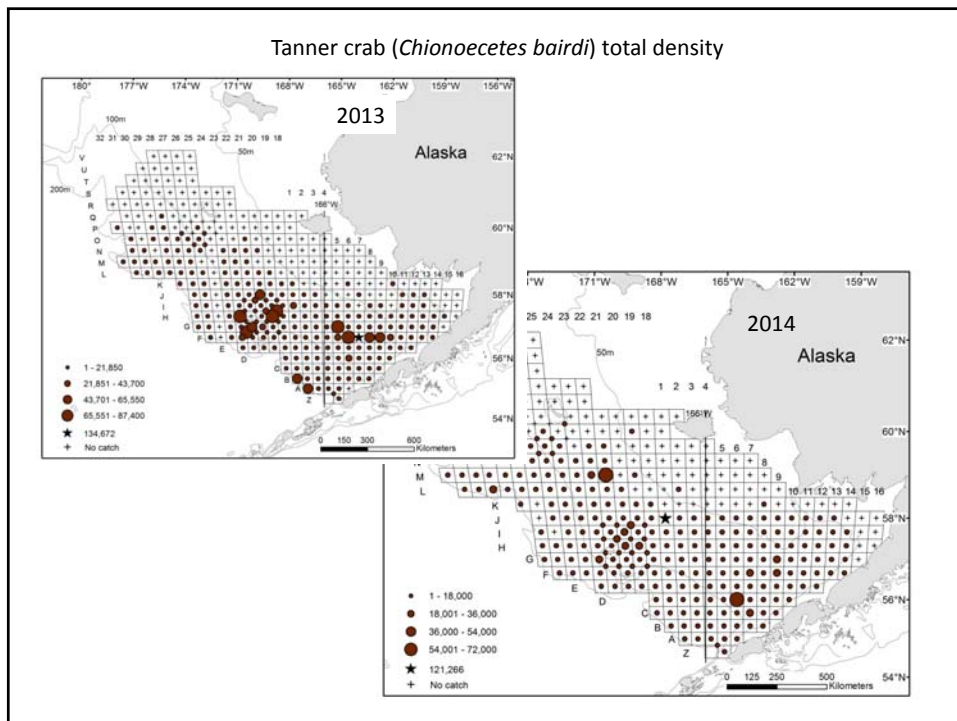 Tanner crab (Chionoecetes bairdi) total density
180° 177°W 174°W 171°W 168°W 165°W 162°W 159°W 156°W
2013
100m
32 31 30 29 28 27 26 25 24 23 22 21 20 19 18
50m
Alaska
200m
V
U
T
S
R
Q
P
O
N
M
L
K
J
I
H
G
F
E
D
C
B
A
Z
1 2 3 4
166°W
5 6 7
8
9
10 11 12 13 14 15 16
62°N
60°N
58°N
56°N
54°N
1 - 21,850
21,851 - 43,700
43,701 - 65,550
65,551 - 87,400
134,672
No catch
0 150 300 600
Kilometers
171°W 168°W 165°W 162°W 159°W
2014
25 24 23 22 21 20 19 18
50m
Alaska
1 2 3 4
166°W
5 6 7
8
9
10 11 12 13 14 15 16
M
L
K
J
I
H
G
F
E
D
C
B
A
Z
62°N
60°N
58°N
56°N
54°N
1 - 18,000
18,001 - 36,000
36,000 - 54,000
54,001 - 72,000
121,266
No catch
0 125 250 500
Kilometers